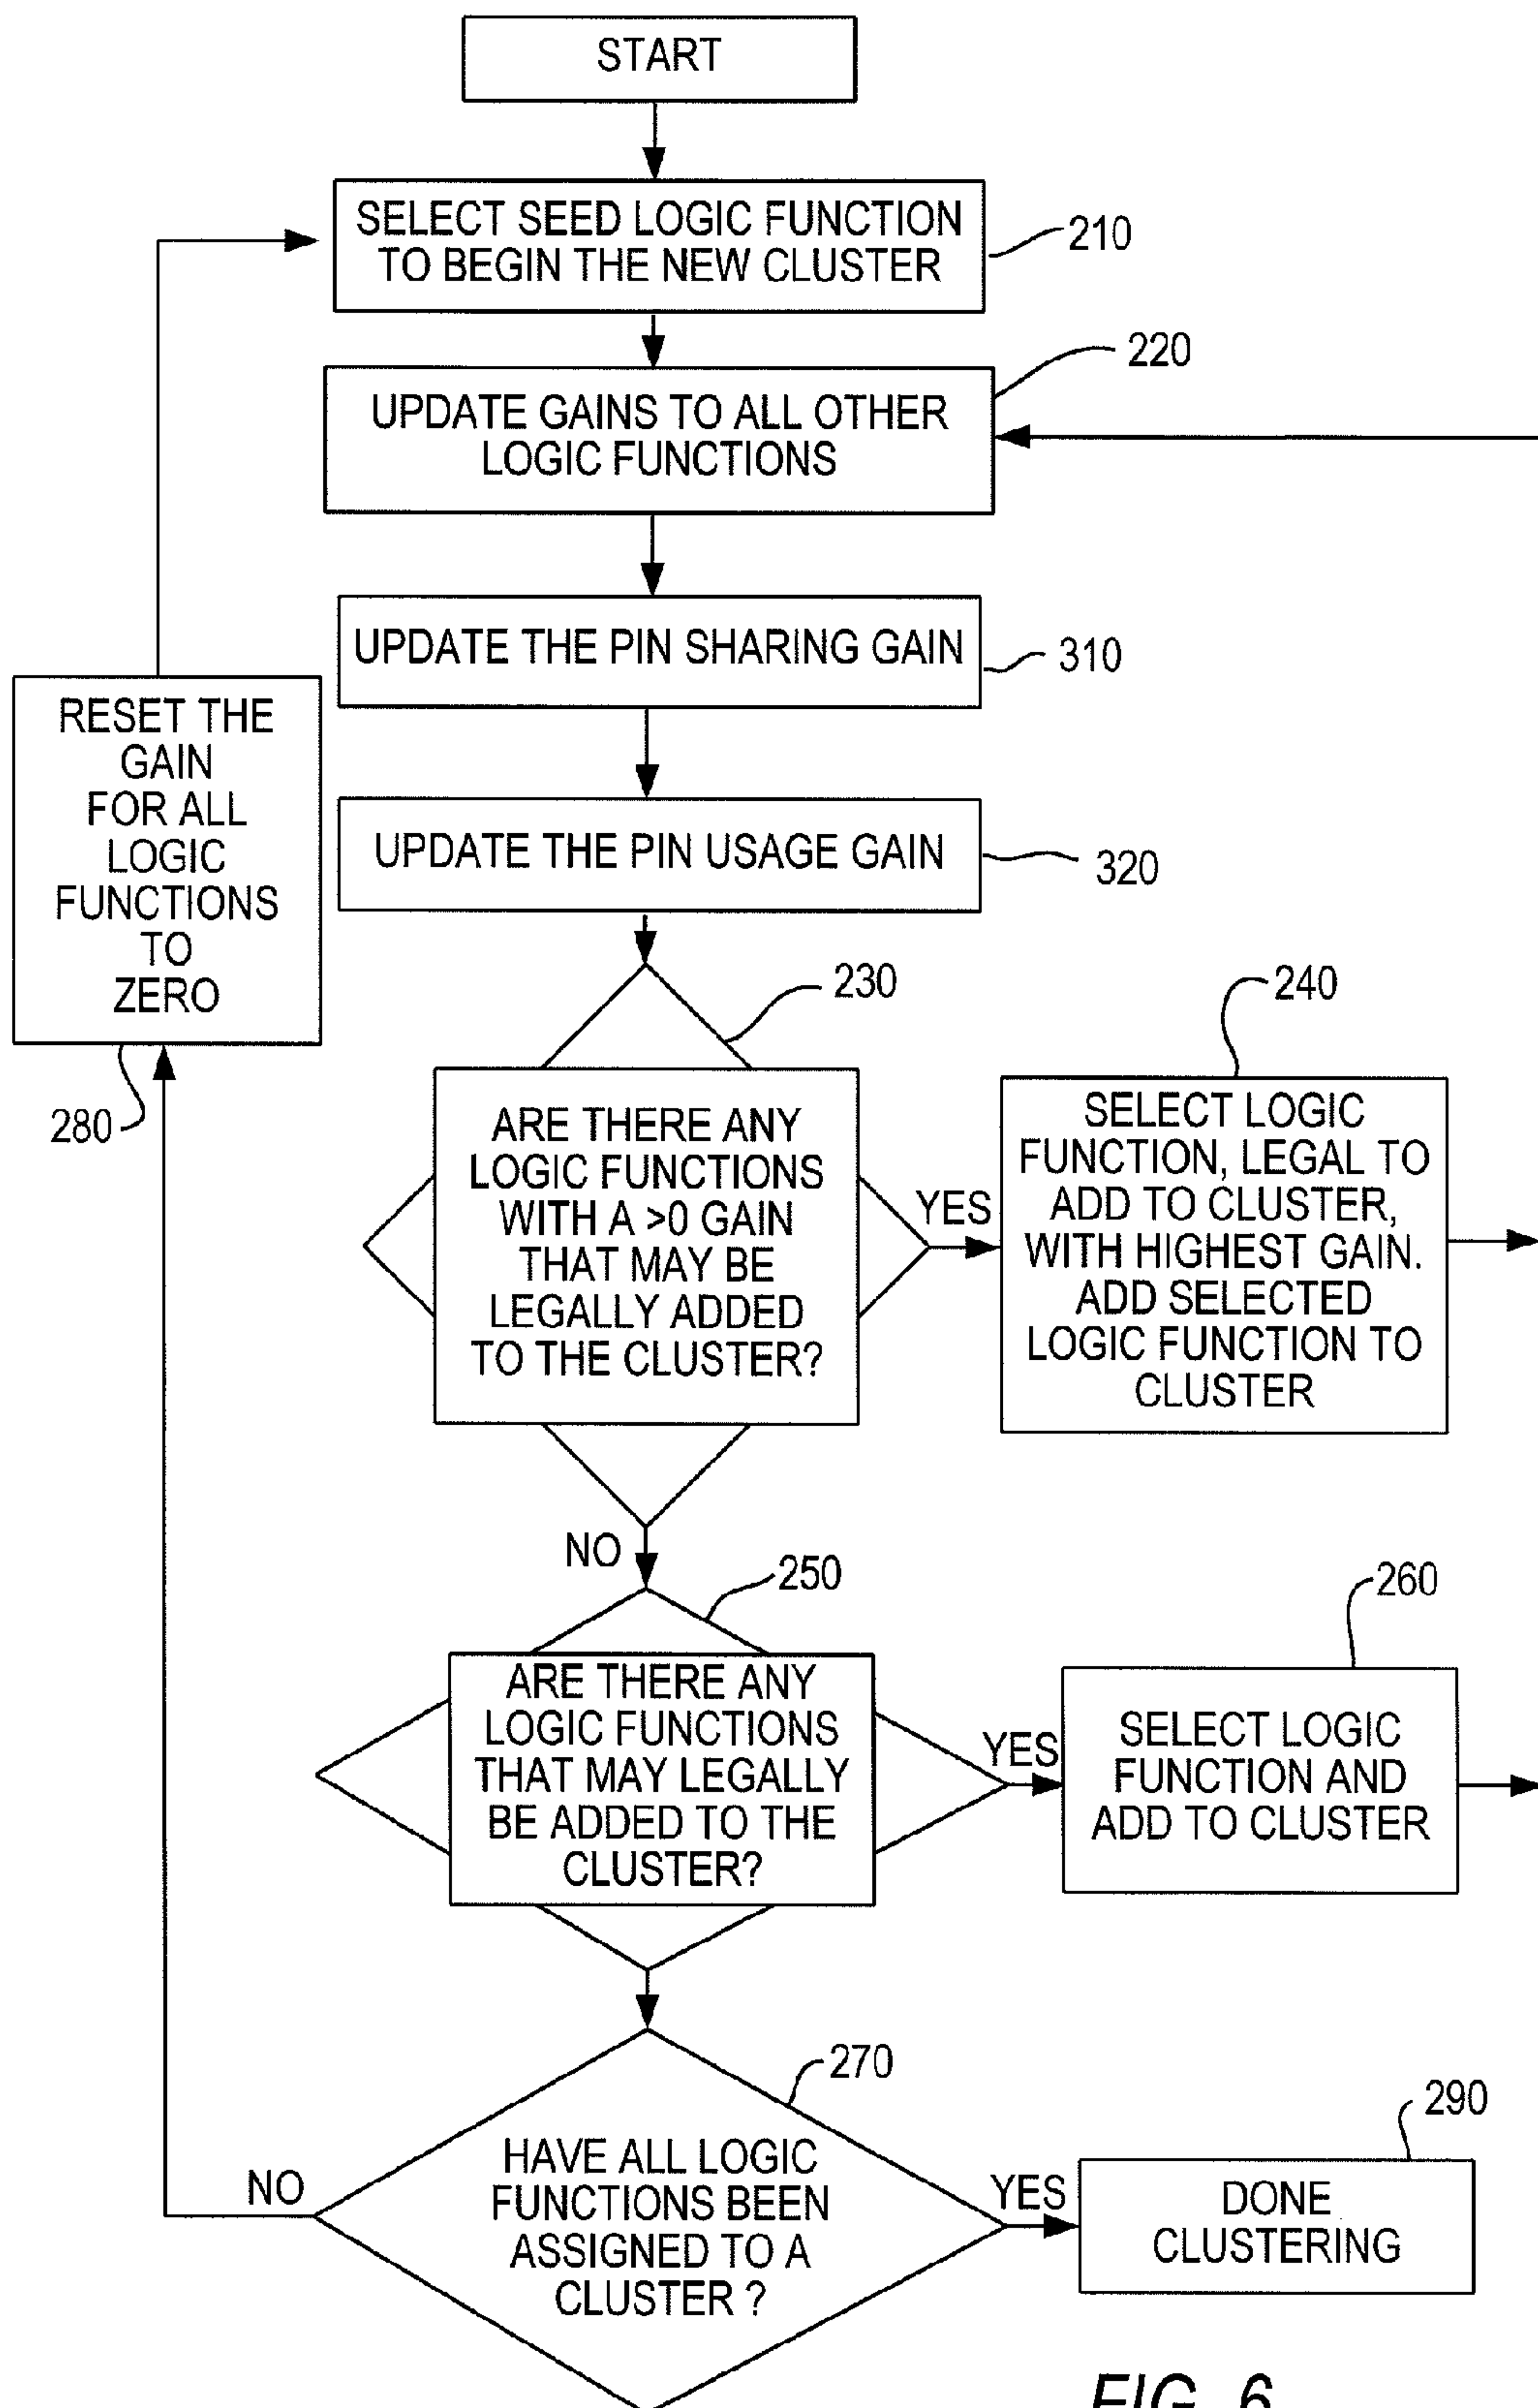 START
SELECT SEED LOGIC FUNCTION
TO BEGIN THE NEW CLUSTER
210
220
UPDATE GAINS TO ALL OTHER
LOGIC FUNCTIONS
UPDATE THE PIN SHARING GAIN
310
RESET THE
GAIN
FOR ALL
LOGIC
FUNCTIONS
TO
ZERO
280
UPDATE THE PIN USAGE GAIN
320
230
ARE THERE ANY
LOGIC FUNCTIONS
WITH A >0 GAIN
THAT MAY BE
LEGALLY ADDED
TO THE CLUSTER?
YES
240
SELECT LOGIC
FUNCTION, LEGAL TO
ADD TO CLUSTER,
WITH HIGHEST GAIN.
ADD SELECTED
LOGIC FUNCTION TO
CLUSTER
NO
250
ARE THERE ANY
LOGIC FUNCTIONS
THAT MAY LEGALLY
BE ADDED TO THE
CLUSTER?
YES
260
SELECT LOGIC
FUNCTION AND
ADD TO CLUSTER
270
HAVE ALL LOGIC
FUNCTIONS BEEN
ASSIGNED TO A
CLUSTER ?
NO
YES
290
DONE
CLUSTERING
FIG. 6